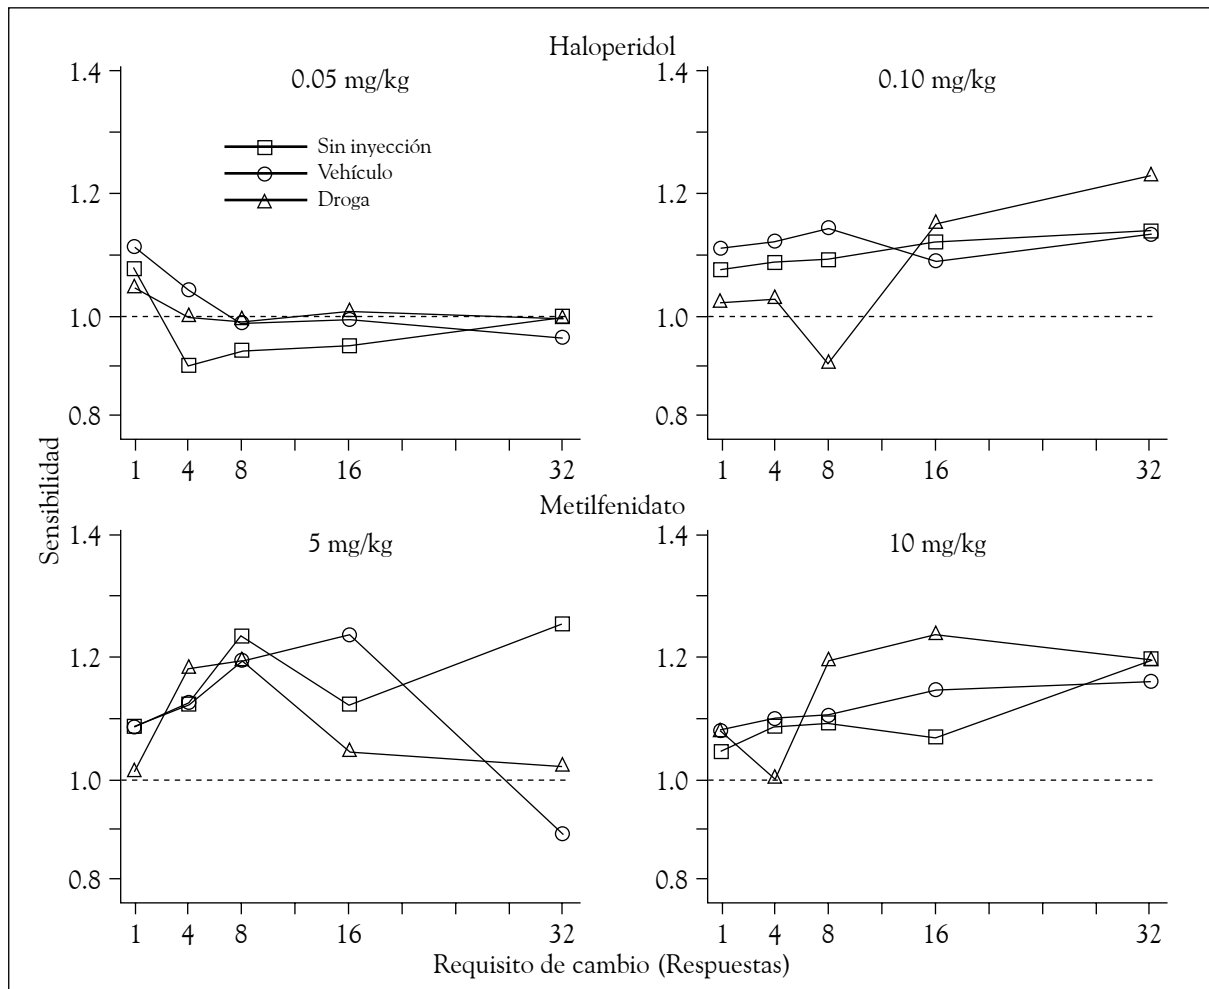 Haloperidol
0.05 mg/kg
0.10 mg/kg
1.4
1.2
1.0
0.8
Sin inyección
Vehículo
Droga
1 4 8 16 32
1.4
1.2
1.0
0.8
1 4 8 16 32
Sensibilidad
Metilfenidato
5 mg/kg
10 mg/kg
1.4
1.2
1.0
0.8
1 4 8 16 32
1.4
1.2
1.0
0.8
1 4 8 16 32
Requisito de cambio (Respuestas)